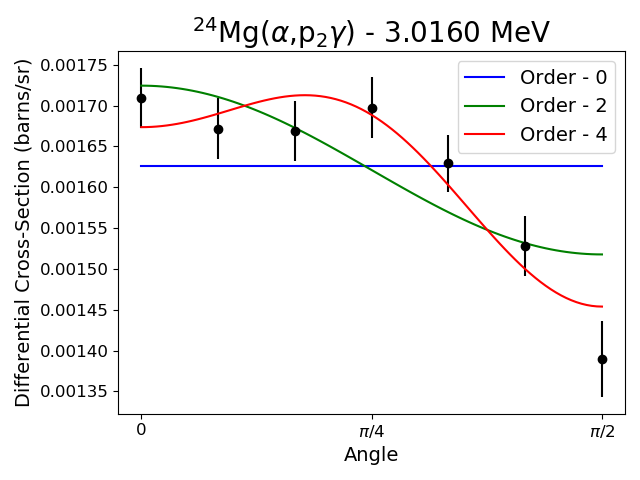 ²⁴Mg(α,p₂γ) - 3.0160 MeV
Differential Cross-Section (barns/sr)
0.00175
0.00170
0.00165
0.00160
0.00155
0.00150
0.00145
0.00140
0.00135
Order - 0
Order - 2
Order - 4
0
π/4
π/2
Angle